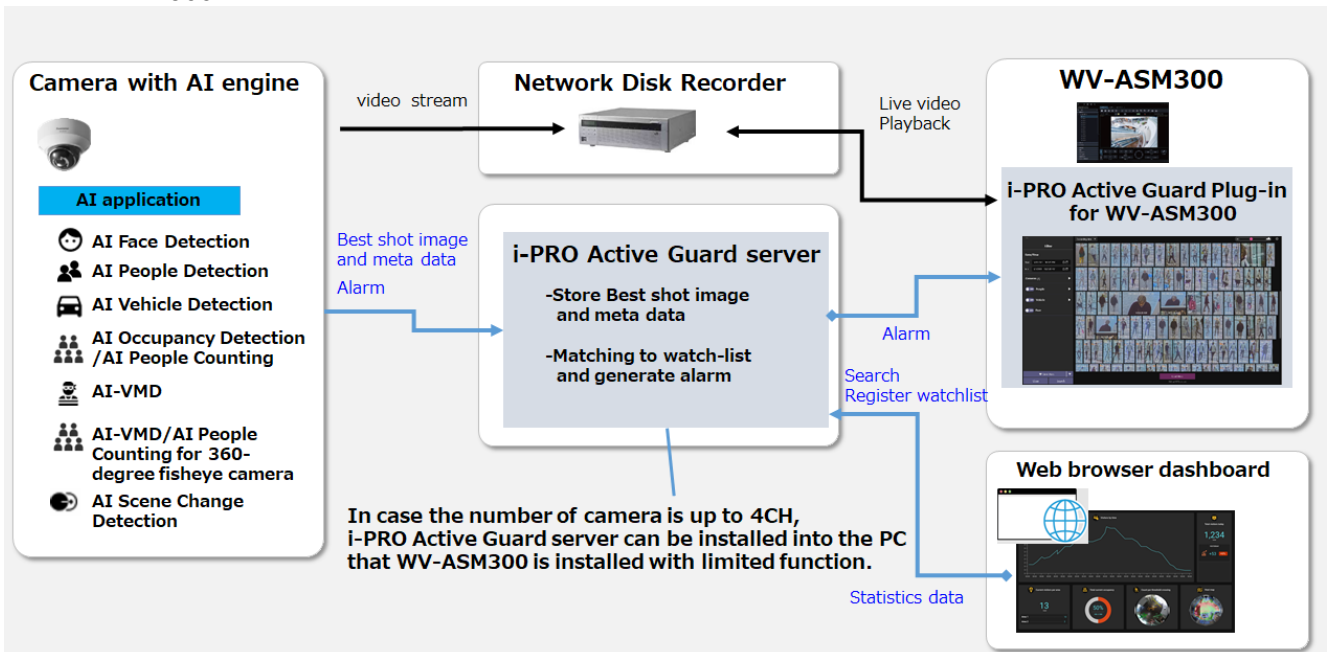 Camera with AI engine
AI application
AI Face Detection
AI People Detection
AI Vehicle Detection
AI Occupancy Detection
/AI People Counting
AI-VMD
AI-VMD/AI People
Counting for 360-
degree fisheye camera
AI Scene Change
Detection
video stream
Best shot image
and meta data
Alarm
Network Disk Recorder
i-PRO Active Guard server
-Store Best shot image
and meta data
-Matching to watch-list
and generate alarm
In case the number of camera is up to 4CH,
i-PRO Active Guard server can be installed into the PC
that WV-ASM300 is installed with limited function.
Live video
Playback
Alarm
Search
Register watchlist
Statistics data
WV-ASM300
i-PRO Active Guard Plug-in
for WV-ASM300
Web browser dashboard
1,234
13